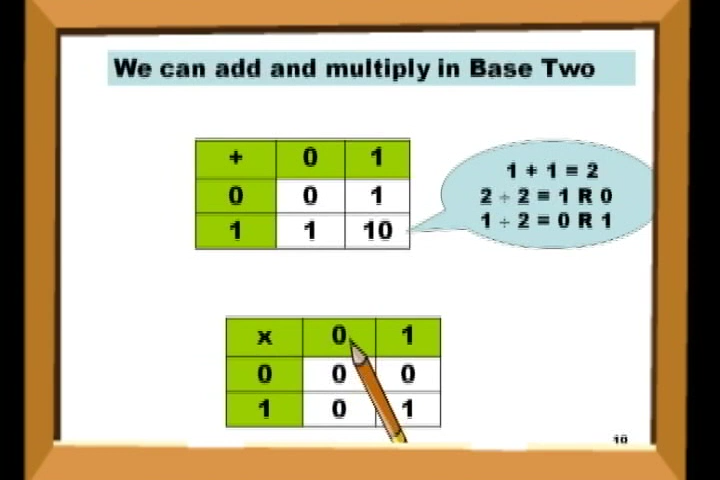 We can add and multiply in Base Two
+ 0 1
0 0 1
1 1 10
1 + 1 = 2
2 ÷ 2 = 1 R 0
1 ÷ 2 = 0 R 1
x 0 1
0 0 0
1 0 1
10